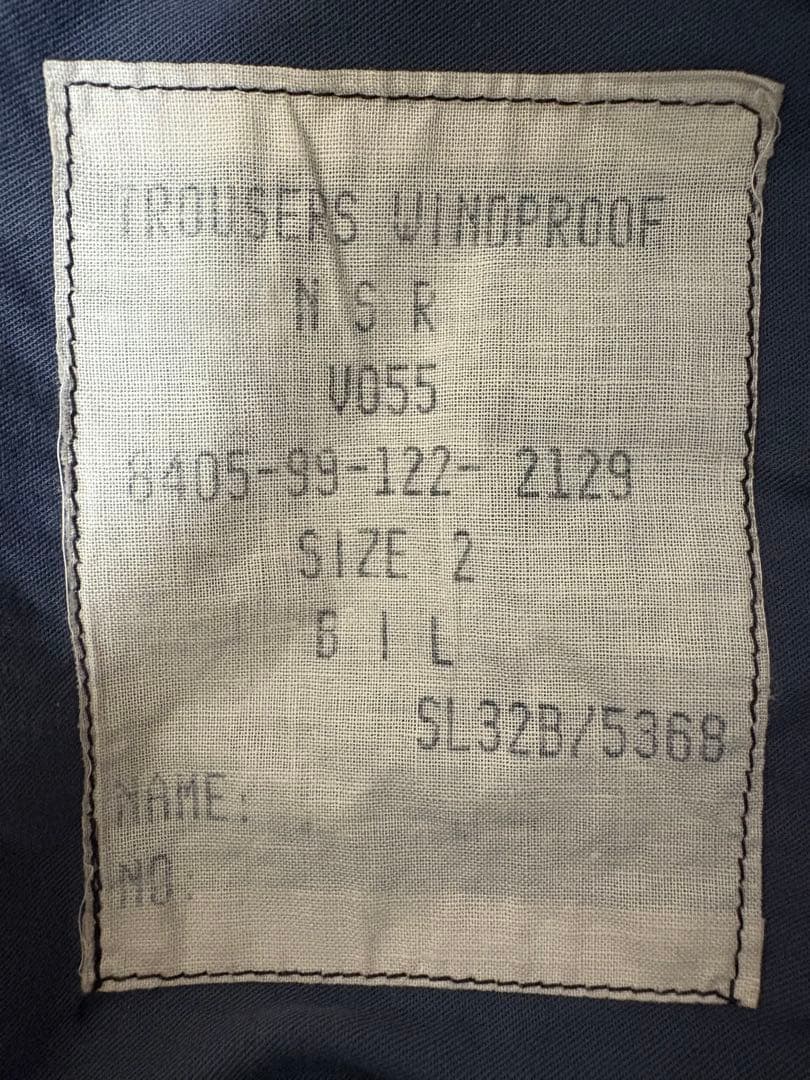 TROUSERS WINDPROOF
N S R
V055
8405-99-122- 2129
SIZE 2
G I L
SL32B/5368
NAME:
NO: